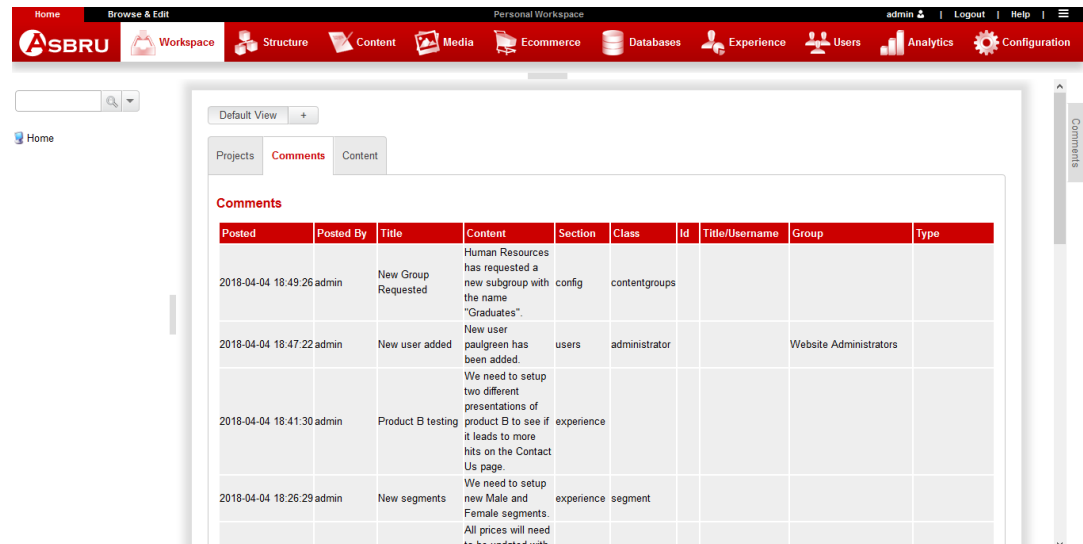 Home Browse & Edit Personal Workspace admin | Logout | Help |
ASBRU Workspace Structure Content Media Ecommerce Databases Experience Users Analytics Configuration
Default View +
Home
Comments
Projects Comments Content
Comments
Posted Posted By Title Content Section Class Id Title/Username Group Type
2018-04-04 18:49:26 admin New Group Requested Human Resources has requested a new subgroup with the name "Graduates". config contentgroups
2018-04-04 18:47:22 admin New user added New user paulgreen has been added. users administrator Website Administrators
2018-04-04 18:41:30 admin Product B testing We need to setup two different presentations of product B to see if it leads to more hits on the Contact Us page. experience
2018-04-04 18:26:29 admin New segments We need to setup new Male and Female segments. experience segment
All prices will need
to be updated with